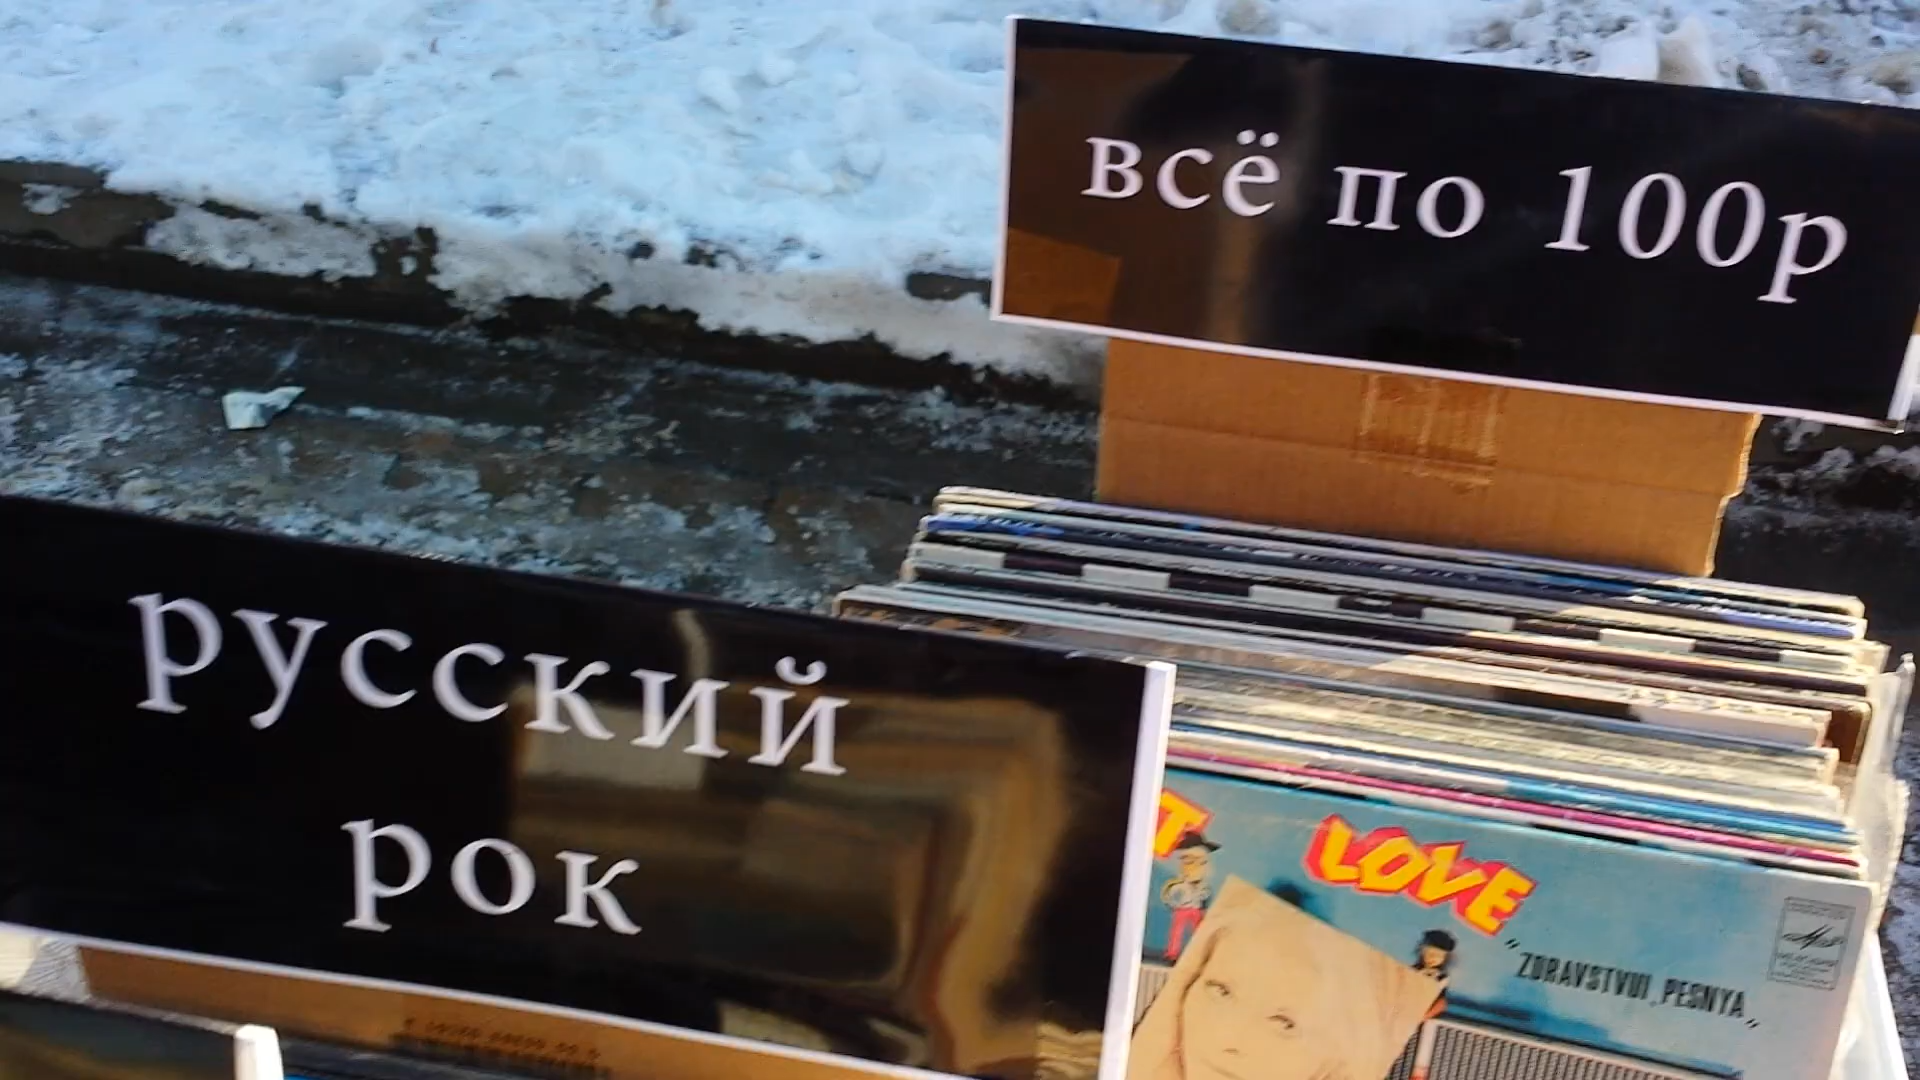 всё по 100р
русский
рок
T LOVE
"ZDRAVSTVUI, PESNYA"